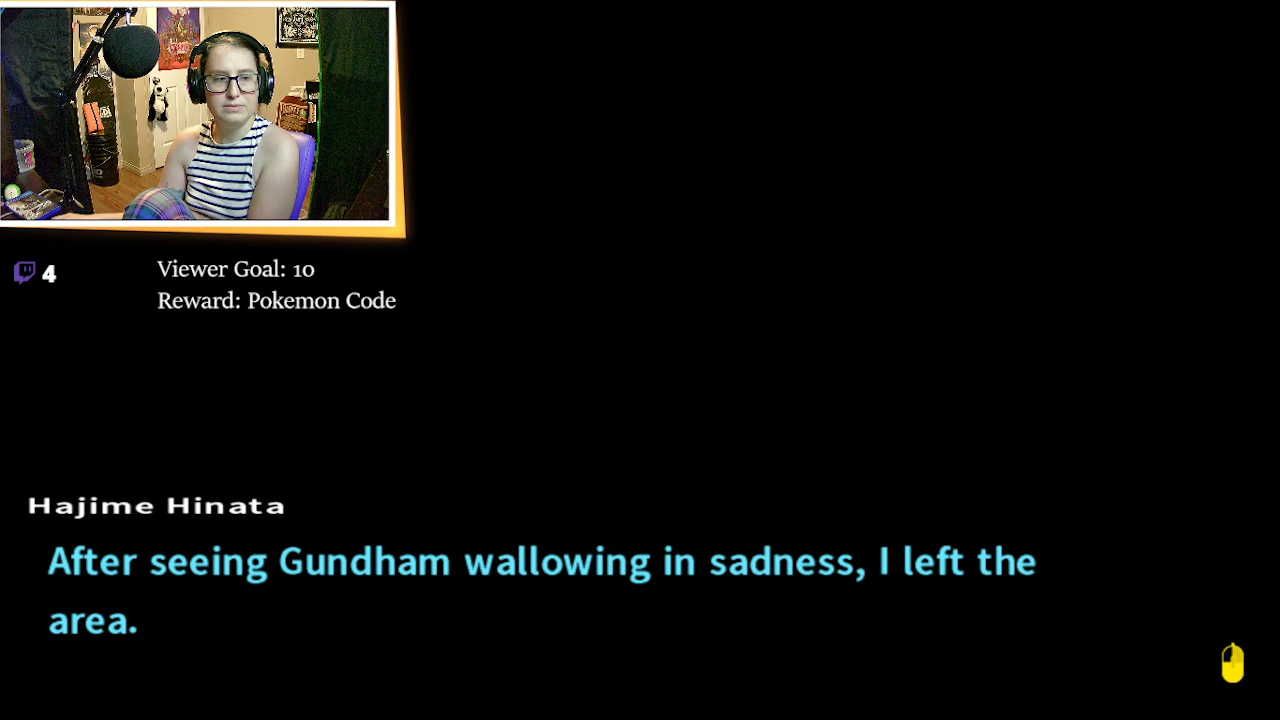 4
Viewer Goal: 10
Reward: Pokemon Code
Hajime Hinata
After seeing Gundham wallowing in sadness, I left the
area.